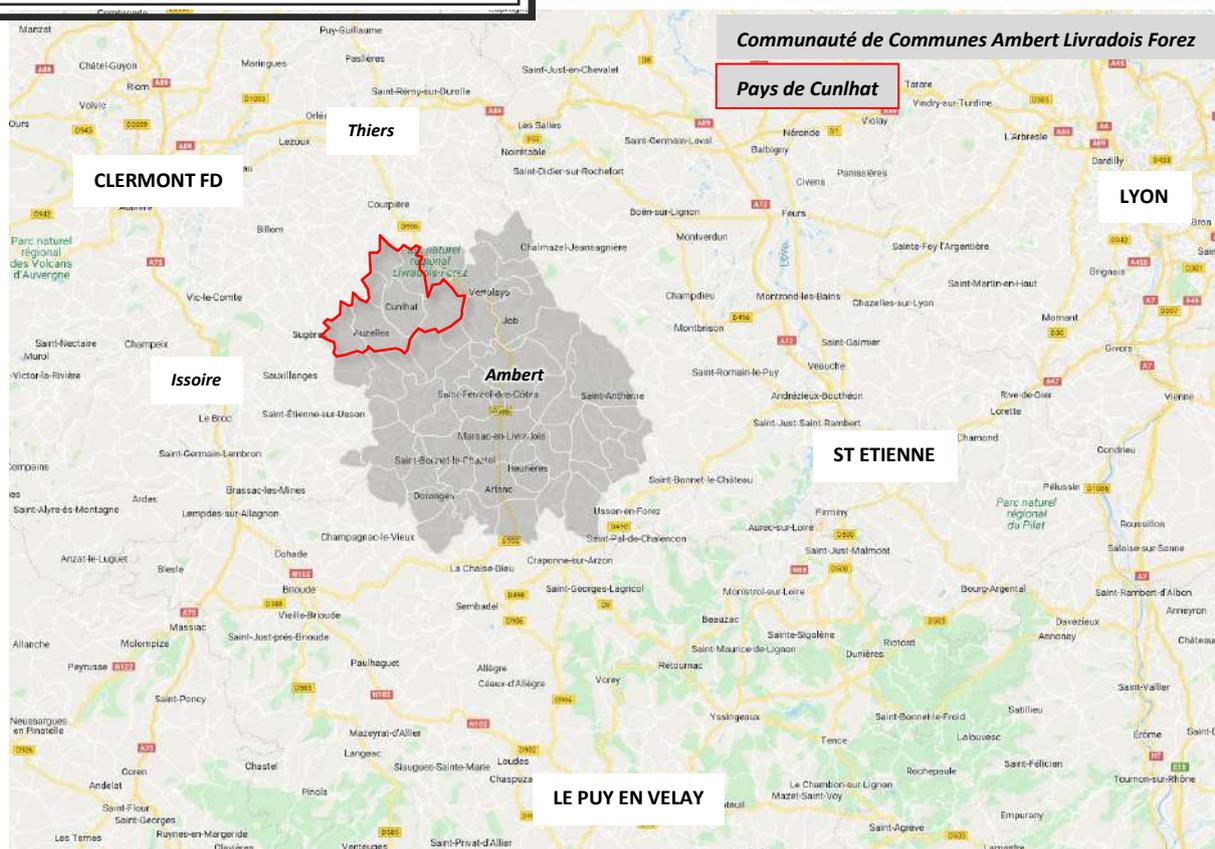 Communauté de Communes Ambert Livradois Forez
Pays de Cunlhat
Manzat
Puy-Guillaume
Châtel-Guyon
Maringues
Paslières
Saint-Just-en-Chevalet
Tarare
Riom
Volvic
Saint-Rémy-sur-Durolle
Vindry-sur-Turdine
Violay
Thiers
Les Salles
Néronde
L'Arbresle
Lezoux
Noirétable
Saint-Germain-Laval
Balbigny
Dardilly
CLERMONT FD
Saint-Didier-sur-Rochefort
Panissières
Civens
LYON
Courpière
Boën-sur-Lignon
Feurs
Bron
Billom
Montverdun
Chalmazel-Jeansagnière
Sainte-Foy-l'Argentière
Parc naturel
régional
des Volcans
d'Auvergne
Parc naturel
régional
Livradois-Forez
Brignais
Saint-Martin-en-Haut
Vic-le-Comte
Cunlhat
Vertolaye
Champdieu
Montrond-les-Bains
Chazelles-sur-Lyon
Job
Mornant
Auzelles
Montbrison
Saint-Nectaire
Champeix
Saint-Galmier
Givors
Murol
Issoire
Sauxillanges
Ambert
Saint-Romain-le-Puy
Veauche
Saint-Ferréol-des-Côtes
Saint-Anthème
Andrézieux-Bouthéon
Rive-de-Gier
Vienne
Le Broc
Saint-Étienne-sur-Usson
Lorette
Saint-Just-Saint-Rambert
Marsac-en-Livradois
Chamond
Saint-Germain-Lembron
Saint-Bonnet-le-Chastel
Beurières
ST ETIENNE
Condrieu
Saint-Bonnet-le-Château
Brassac-les-Mines
Doranges
Arlanc
Pélussin
Ardes
Saint-Alyre-ès-Montagne
Lempdes-sur-Allagnon
Usson-en-Forez
Firminy
Parc naturel
régional
du Pilat
Aurec-sur-Loire
Roussillon
Champagnac-le-Vieux
Saint-Pal-de-Chalencon
Saint-Just-Malmont
Salaise-sur-Sanne
Anzat-le-Luguet
Blesle
Cohade
La Chaise-Dieu
Craponne-sur-Arzon
Brioude
Saint-Georges-Lagricol
Monistrol-sur-Loire
Bourg-Argental
Saint-Rambert-d'Albon
Vieille-Brioude
Sembadel
Anneyron
Massiac
Beauzac
Davézieux
Saint-Just-près-Brioude
Sainte-Sigolène
Riotord
Annonay
Allanche
Molompize
Saint-Maurice-de-Lignon
Dunières
Peyrusse
Paulhaguet
Allègre
Retournac
Céaux-d'Allègre
Vorey
Saint-Vallier
Saint-Poncy
Satillieu
Neussargues
en Pinatelle
Yssingeaux
Saint-Bonnet-le-Froid
Mazeyrat-d'Allier
Tence
Lalouvesc
Érôme
Langeac
Coren
Chastel
Siaugues-Sainte-Marie
Loudes
Saint-Félicien
Rochepaule
Andelat
Pinols
LE PUY EN VELAY
Le Chambon-sur-Lignon
Tournon-sur-Rhône
Mazet-Saint-Voy
Saint-Flour
Saint-Georges
Empurany
Saint-Agrève
Les Ternes
Ruynes-en-Margeride
Venteuges
Saint-Privat-d'Allier